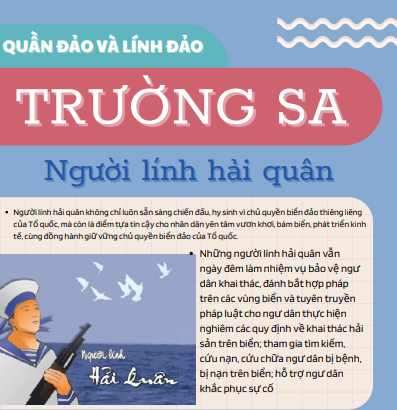 QUẦN ĐẢO VÀ LÍNH ĐẢO
TRƯỜNG SA
Người lính hải quân
• Người lính hải quân không chỉ luôn sẵn sàng chiến đấu, hy sinh vì chủ quyền biển đảo thiêng liêng
của Tổ quốc, mà còn là điểm tựa tin cậy cho nhân dân yên tâm vươn khơi, bám biển, phát triển kinh
tế, cùng đồng hành giữ vững chủ quyền biển đảo của Tổ quốc.
• Những người lính hải quân vẫn
ngày đêm làm nhiệm vụ bảo vệ ngư
dân khai thác, đánh bắt hợp pháp
trên các vùng biển và tuyên truyền
pháp luật cho ngư dân thực hiện
nghiêm các quy định về khai thác hải
sản trên biển; tham gia tìm kiếm,
cứu nạn, cứu chữa ngư dân bị bệnh,
bị nạn trên biển; hỗ trợ ngư dân
khắc phục sự cố
Người lính
Hải Quân